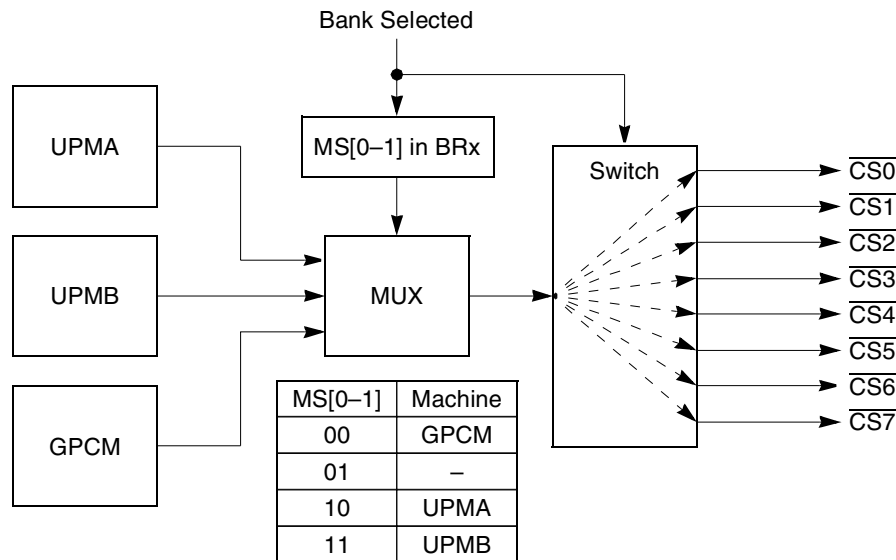 Bank Selected
UPMA
MS[0–1] in BRx
Switch
CS0
CS1
CS2
UPMB
MUX
CS3
CS4
CS5
CS6
CS7
GPCM
MS[0–1] Machine
00 GPCM
01 –
10 UPMA
11 UPMB